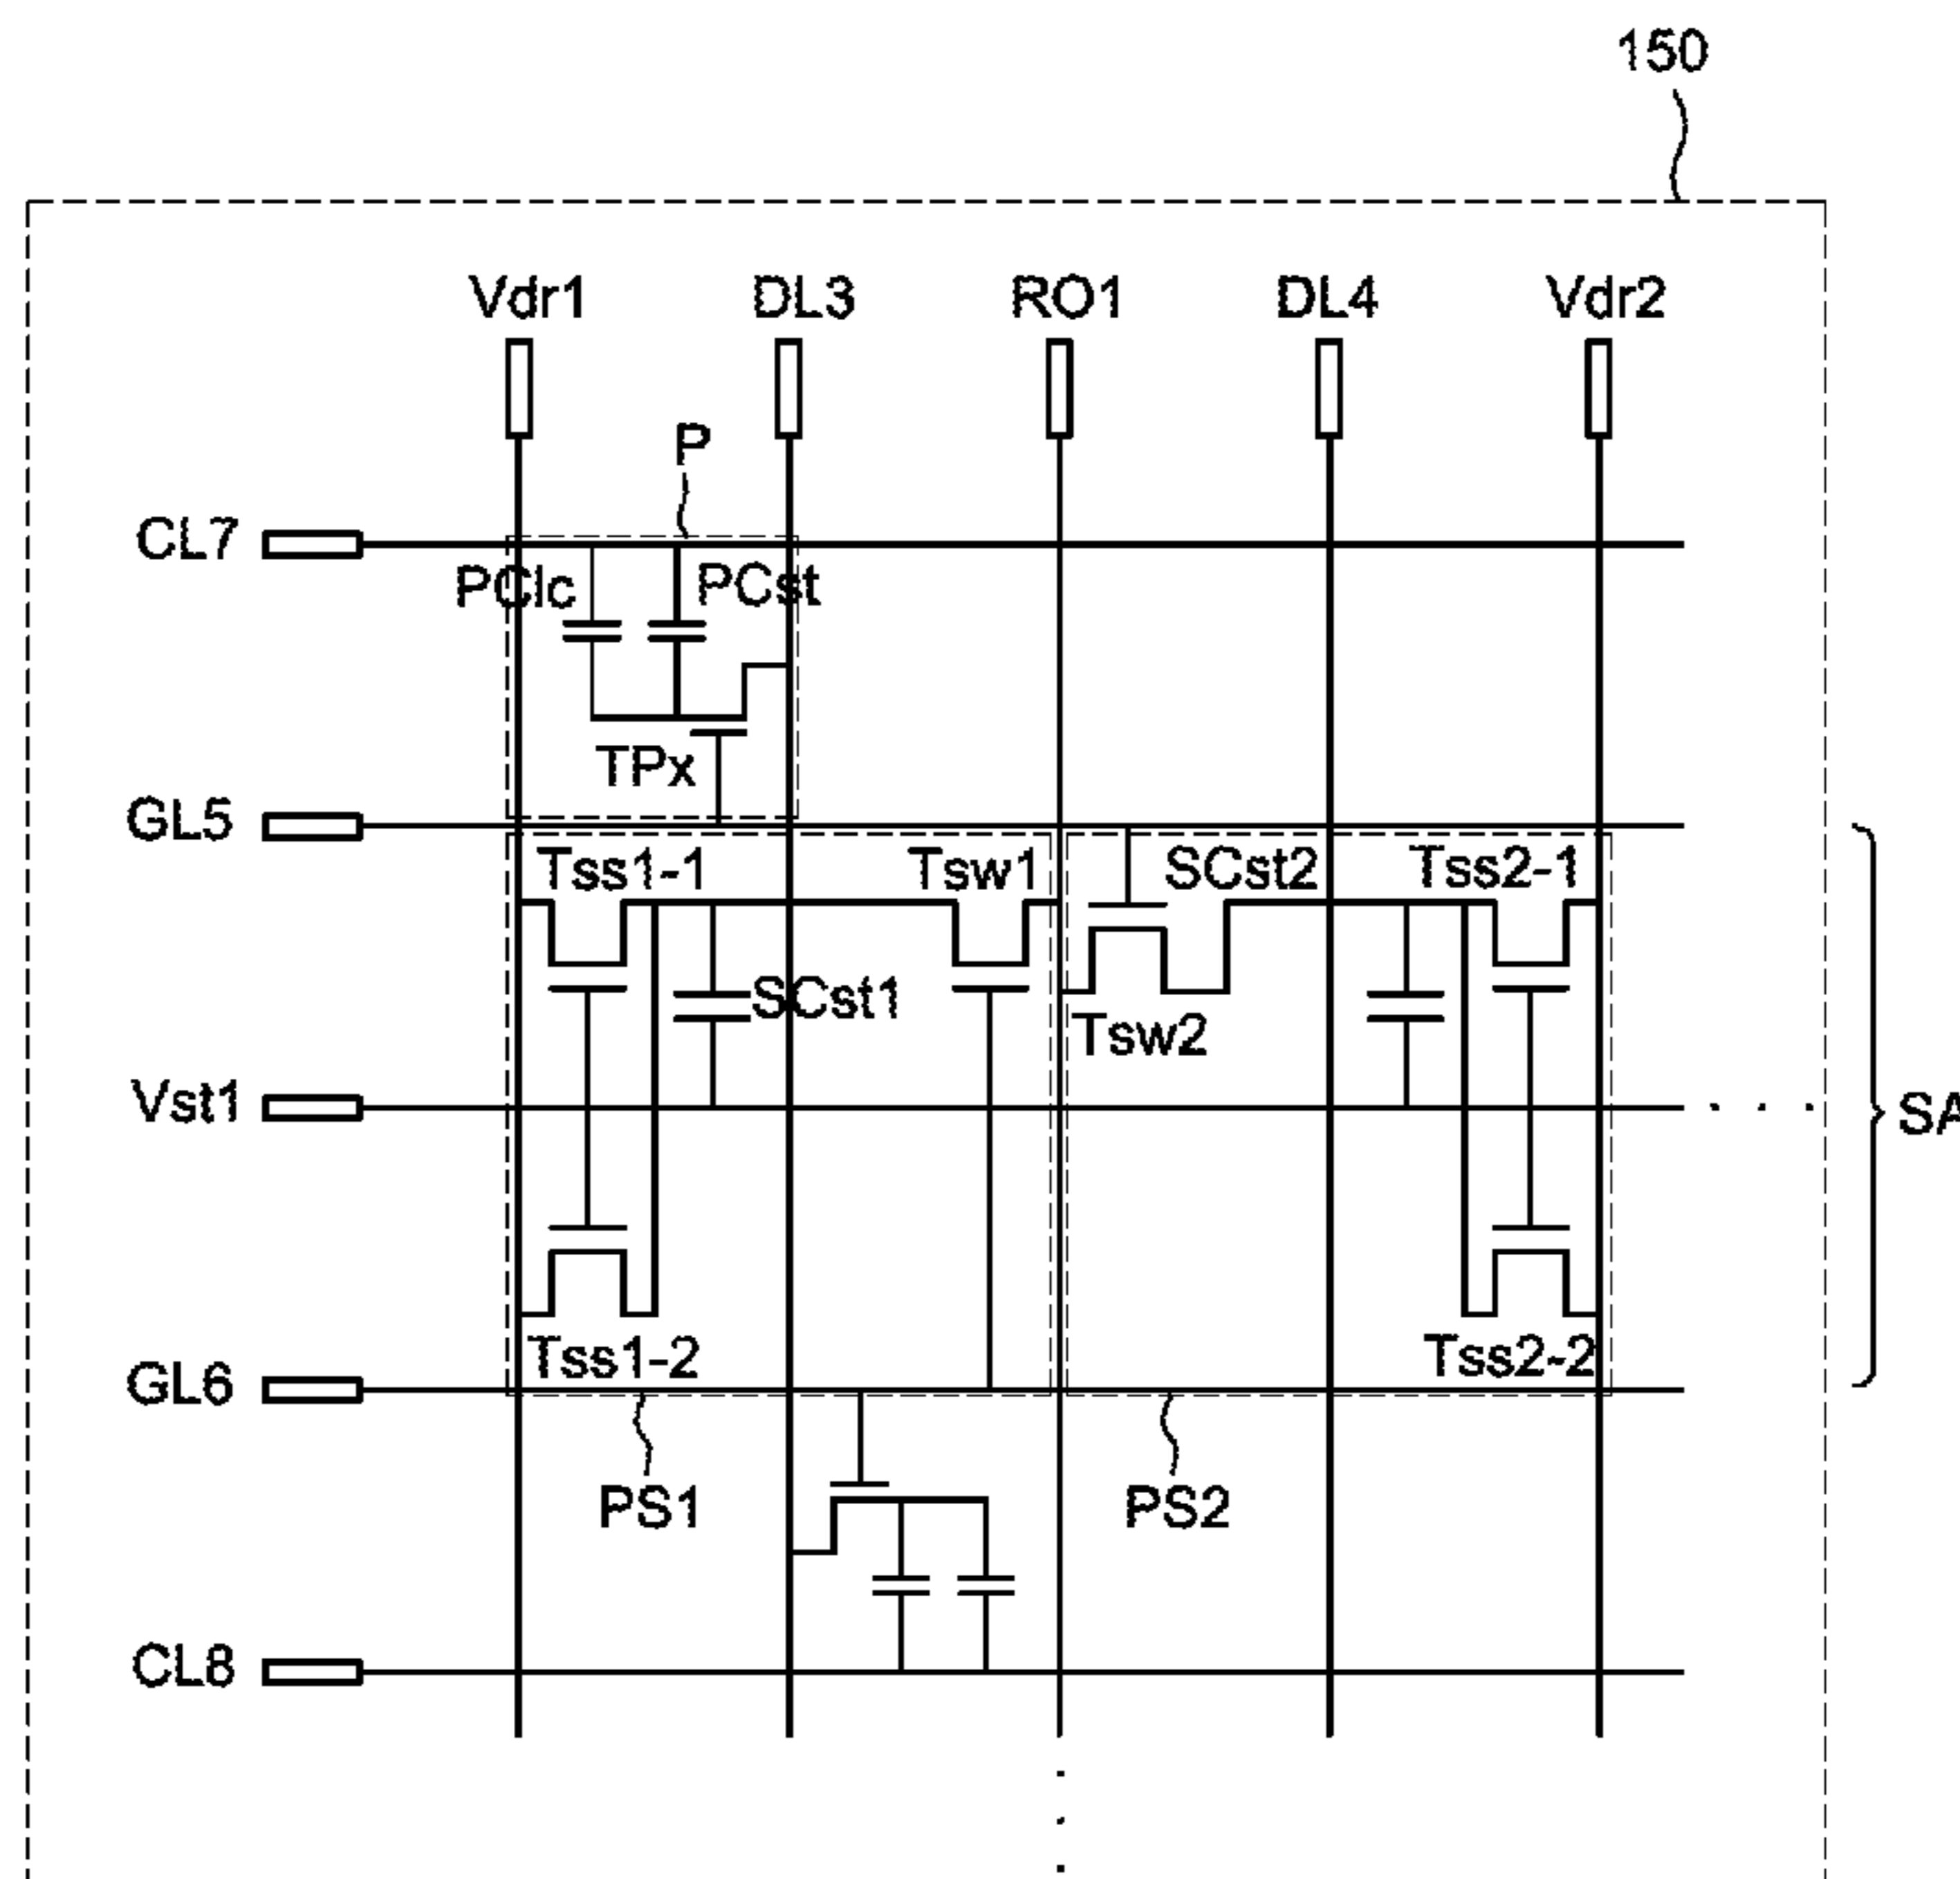 150
Vdr1 DL3 RO1 DL4 Vdr2
P
CL7
PClc PCst
TPx
GL5
Tss1-1 Tsw1 SCst2 Tss2-1
SCst1
Tsw2
Vst1
. . .
SA
Tss1-2 Tss2-2
GL6
PS1 PS2
CL8